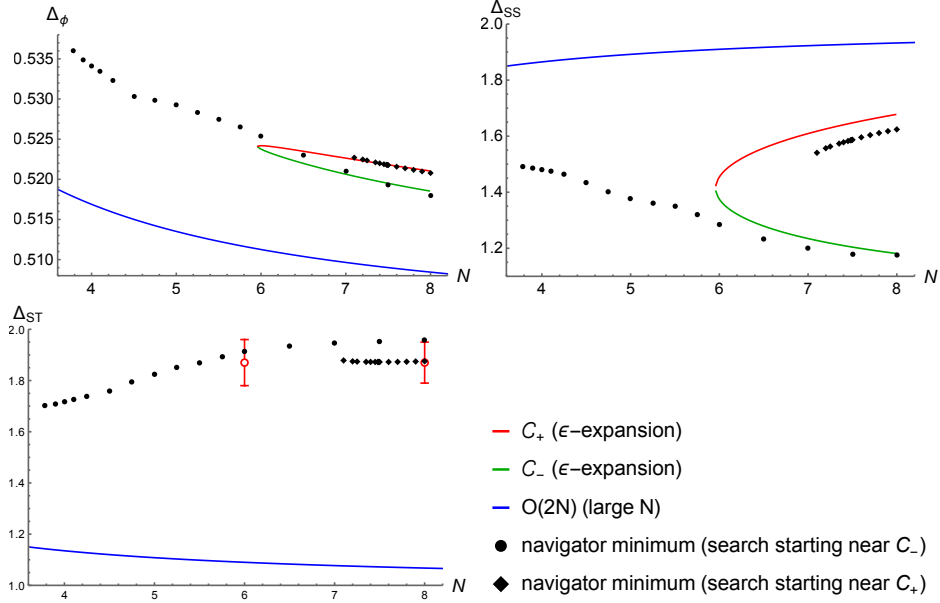 Δϕ
0.535
0.530
0.525
0.520
0.515
0.510
4 5 6 7 8 N
ΔSS
2.0
1.8
1.6
1.4
1.2
4 5 6 7 8 N
ΔST
2.0
1.8
1.6
1.4
1.2
1.0
4 5 6 7 8 N
C+ (ϵ−expansion)
C− (ϵ−expansion)
O(2N) (large N)
navigator minimum (search starting near C−)
navigator minimum (search starting near C+)